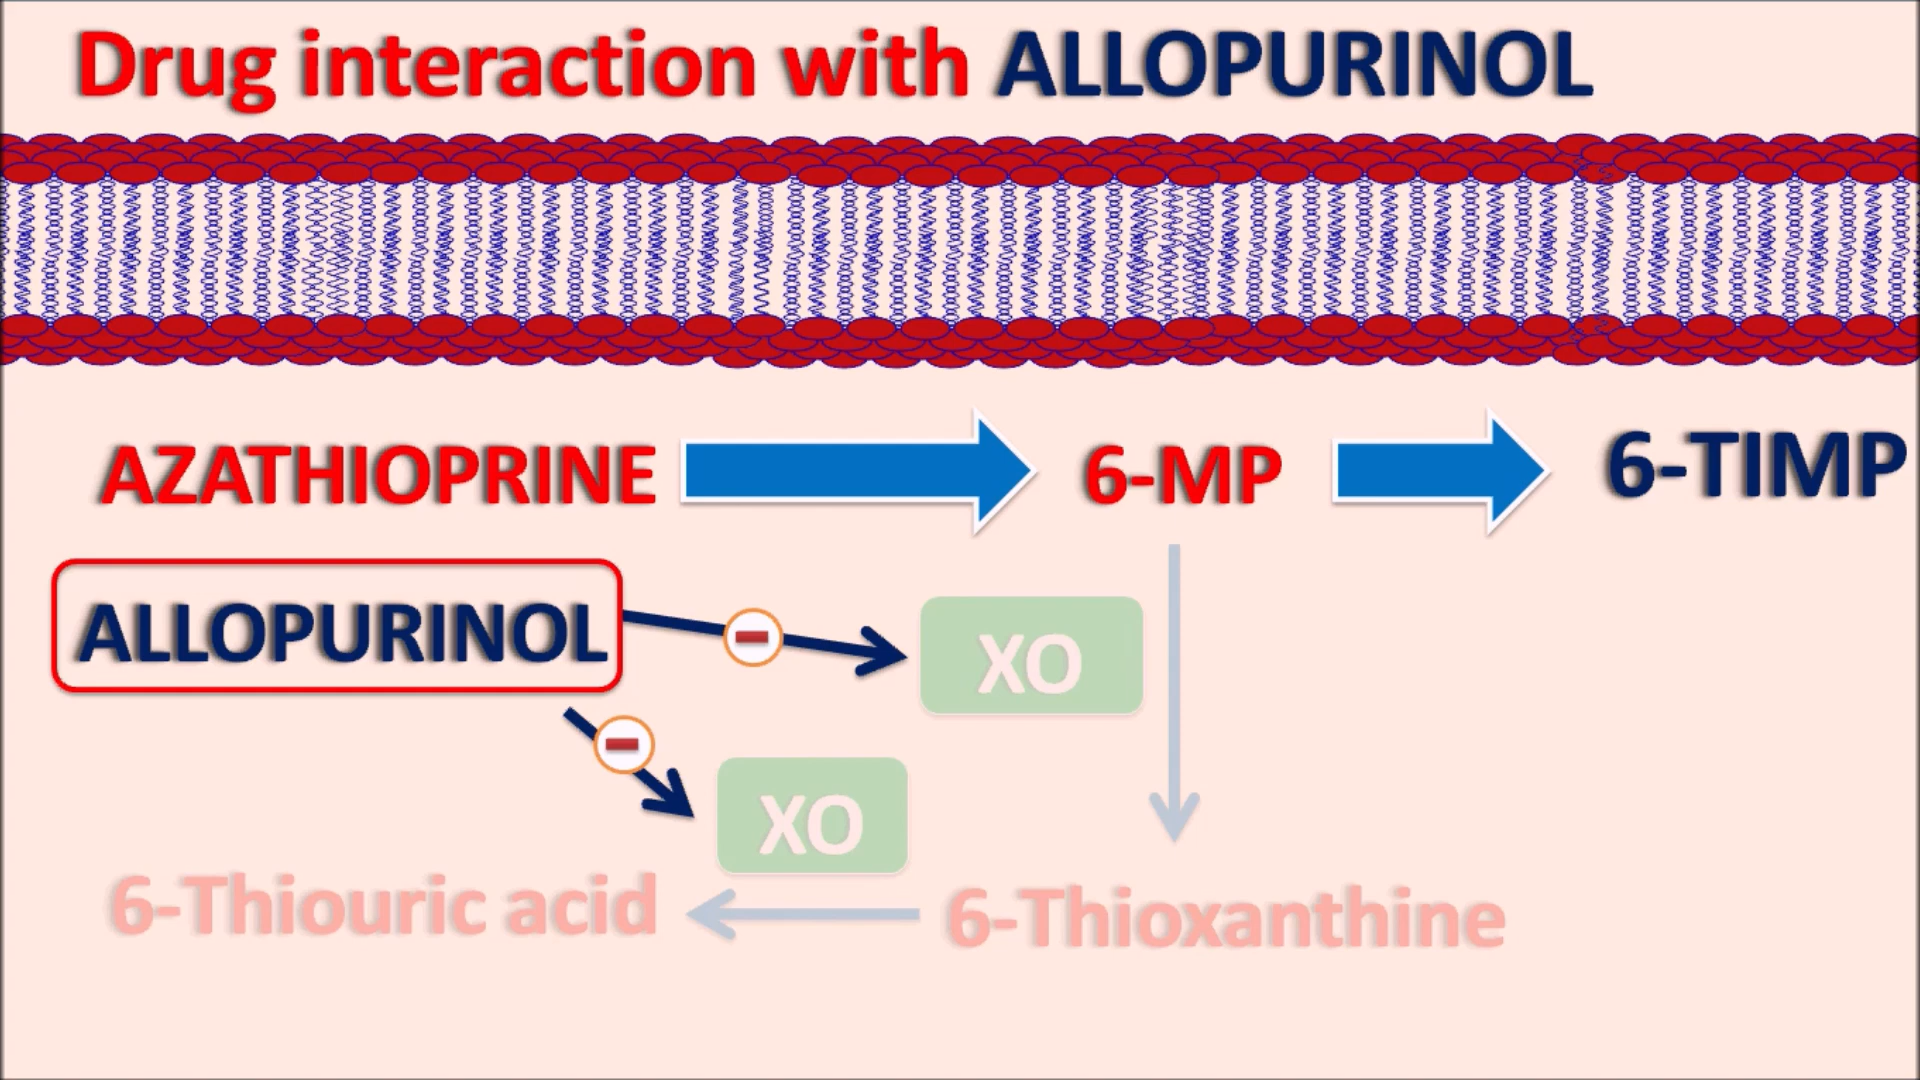 Drug interaction with ALLOPURINOL
AZATHIOPRINE 6-MP 6-TIMP
ALLOPURINOL
XO
XO
6-Thiouric acid 6-Thioxanthine